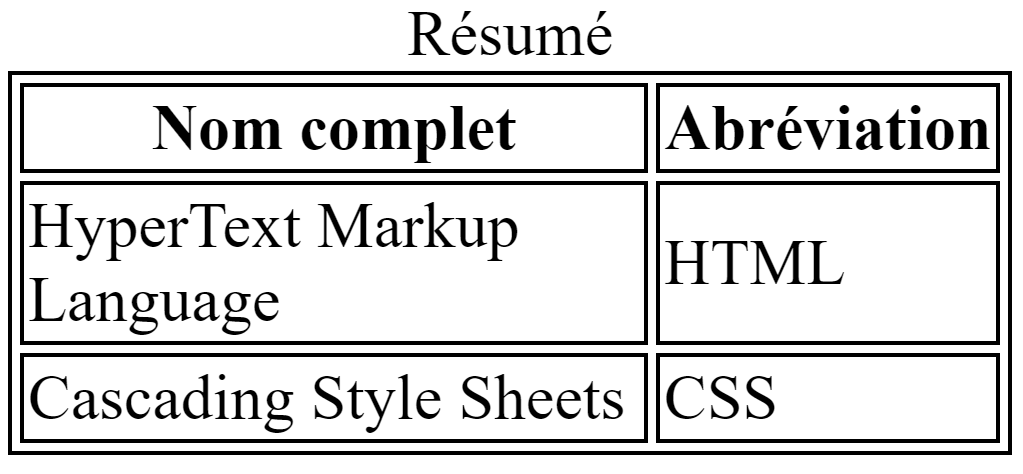 Résumé
Nom complet Abréviation
HyperText Markup
Language
HTML
Cascading Style Sheets CSS